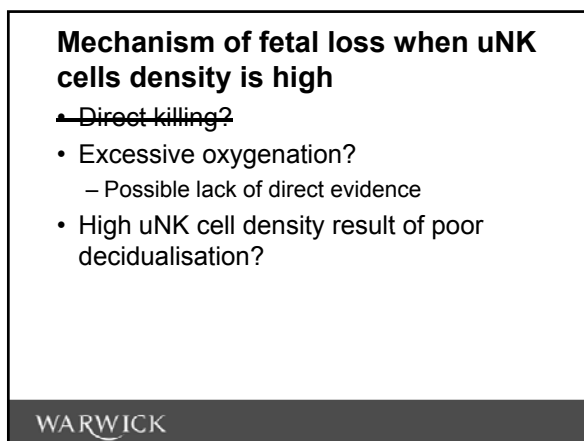 Mechanism of fetal loss when uNK
cells density is high
• Direct killing?
• Excessive oxygenation?
– Possible lack of direct evidence
• High uNK cell density result of poor
decidualisation?
WARWICK